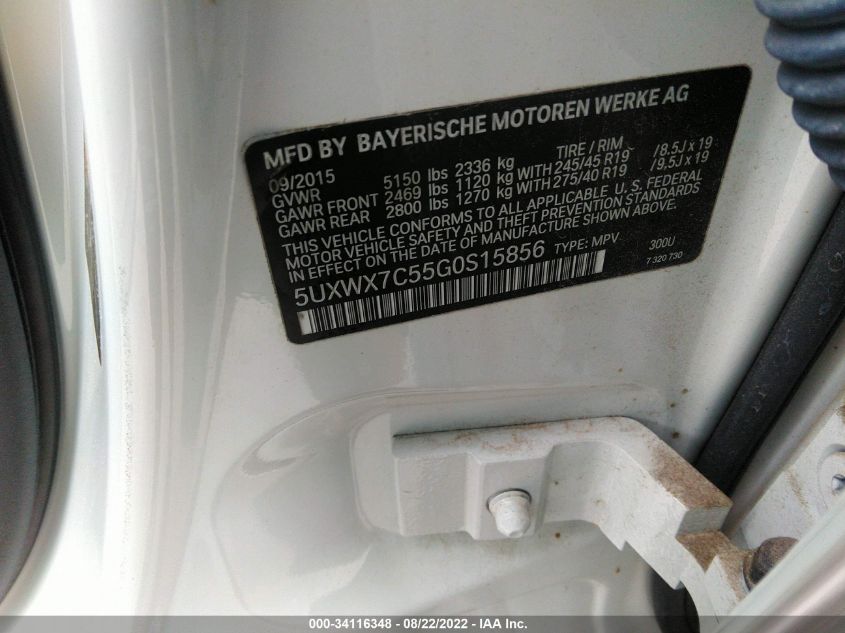 MFD BY BAYERISCHE MOTOREN WERKE AG
09/2015 TIRE / RIM
GVWR 5150 lbs 2336 kg
GAWR FRONT 2469 lbs 1120 kg WITH 245/45 R19 /8.5J x 19
GAWR REAR 2800 lbs 1270 kg WITH 275/40 R19 /9.5J x 19
THIS VEHICLE CONFORMS TO ALL APPLICABLE U. S. FEDERAL
MOTOR VEHICLE SAFETY AND THEFT PREVENTION STANDARDS
IN EFFECT ON THE DATE OF MANUFACTURE SHOWN ABOVE.
5UXWX7C55G0S15856 TYPE: MPV 300U
7 320 730
000-34116348 - 08/22/2022 - IAA Inc.